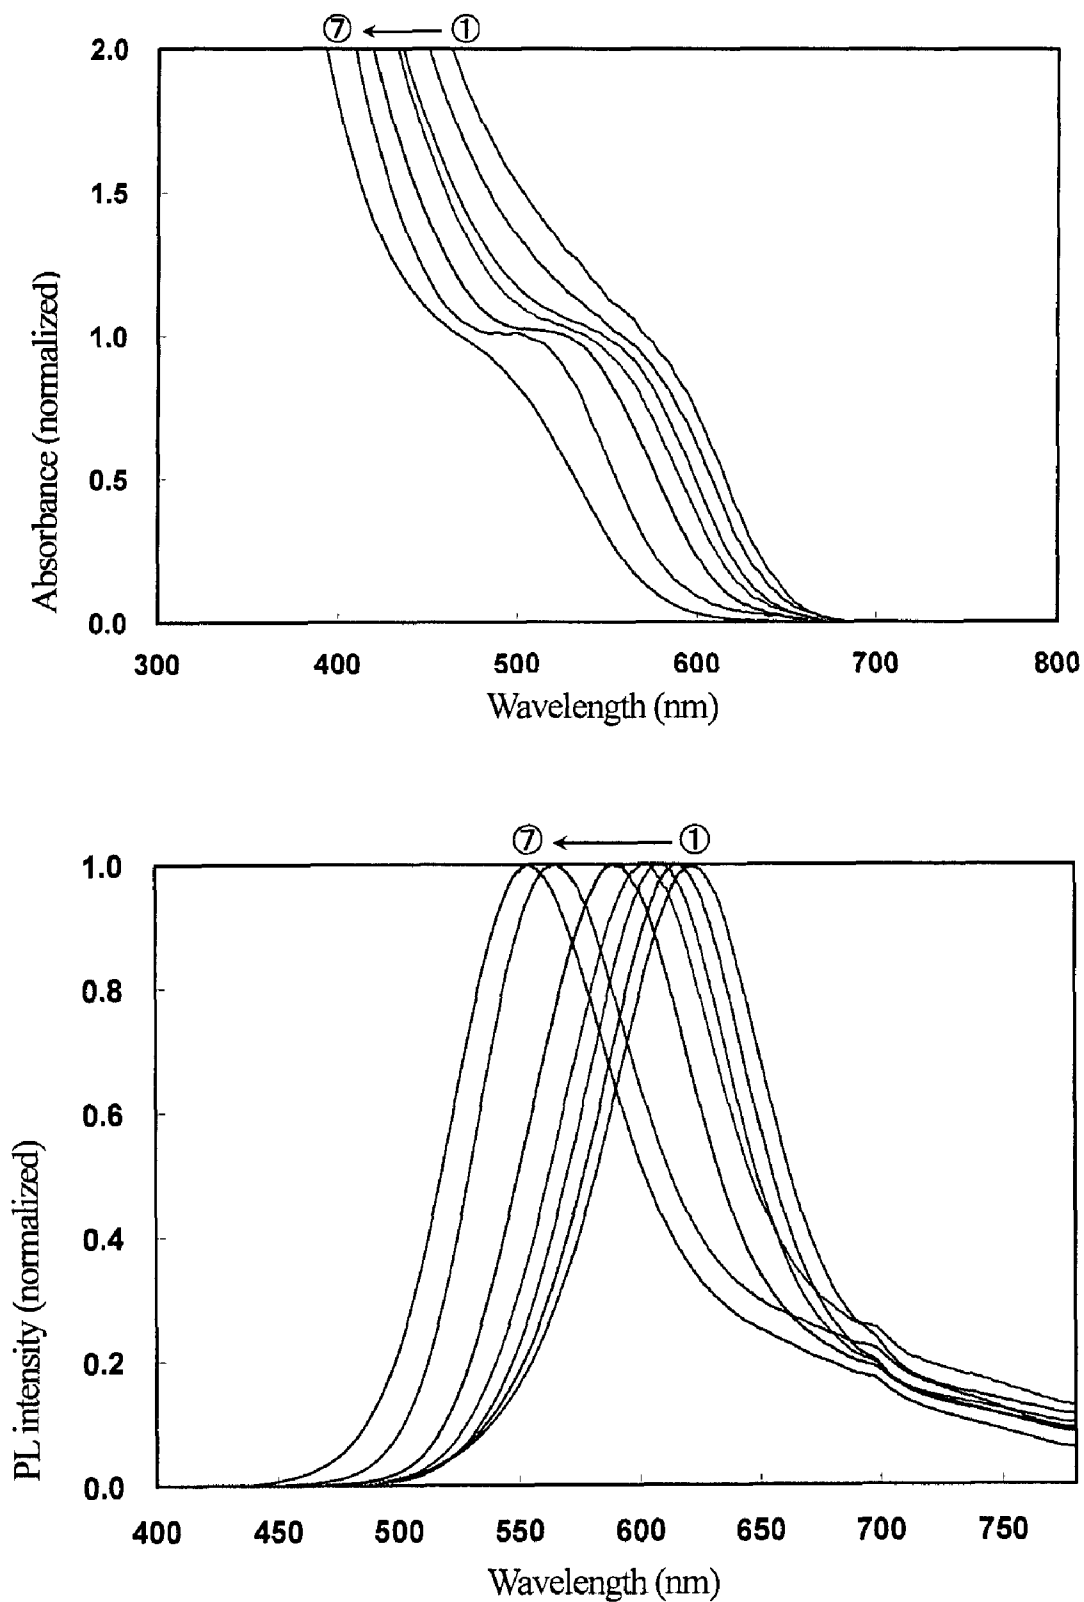 ⑦ ← ①
2.0
1.5
1.0
0.5
0.0
300 400 500 600 700 800
Absorbance (normalized)
Wavelength (nm)
⑦ ← ①
1.0
0.8
0.6
0.4
0.2
0.0
400 450 500 550 600 650 700 750
PL intensity (normalized)
Wavelength (nm)